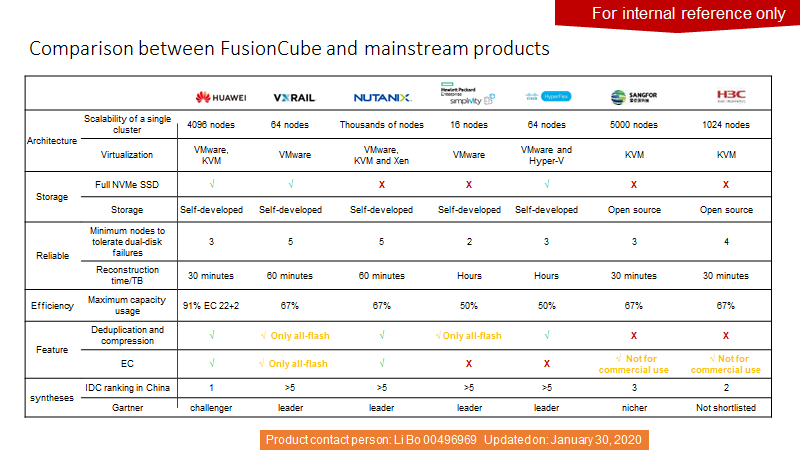 For internal reference only
Comparison between FusionCube and mainstream products
HUAWEI VXRAIL NUTANIX Hewlett Packard Enterprise simplivity CISCO HyperFlex SANGFOR H3C
Architecture
Scalability of a single cluster 4096 nodes 64 nodes Thousands of nodes 16 nodes 64 nodes 5000 nodes 1024 nodes
Virtualization VMware, KVM VMware VMware, KVM and Xen VMware VMware and Hyper-V KVM KVM
Storage
Full NVMe SSD √ √ X X √ X X
Storage Self-developed Self-developed Self-developed Self-developed Self-developed Open source Open source
Reliable
Minimum nodes to tolerate dual-disk failures 3 5 5 2 3 3 4
Reconstruction time/TB 30 minutes 60 minutes 60 minutes Hours Hours 30 minutes 30 minutes
Efficiency
Maximum capacity usage 91% EC 22+2 67% 67% 50% 50% 67% 67%
Feature
Deduplication and compression √ √ Only all-flash √ √ Only all-flash √ X X
EC √ √ Only all-flash √ X X √ Not for commercial use √ Not for commercial use
syntheses
IDC ranking in China 1 >5 >5 >5 >5 3 2
Gartner challenger leader leader leader leader nicher Not shortlisted
Product contact person: Li Bo 00496969 Updated on: January 30, 2020